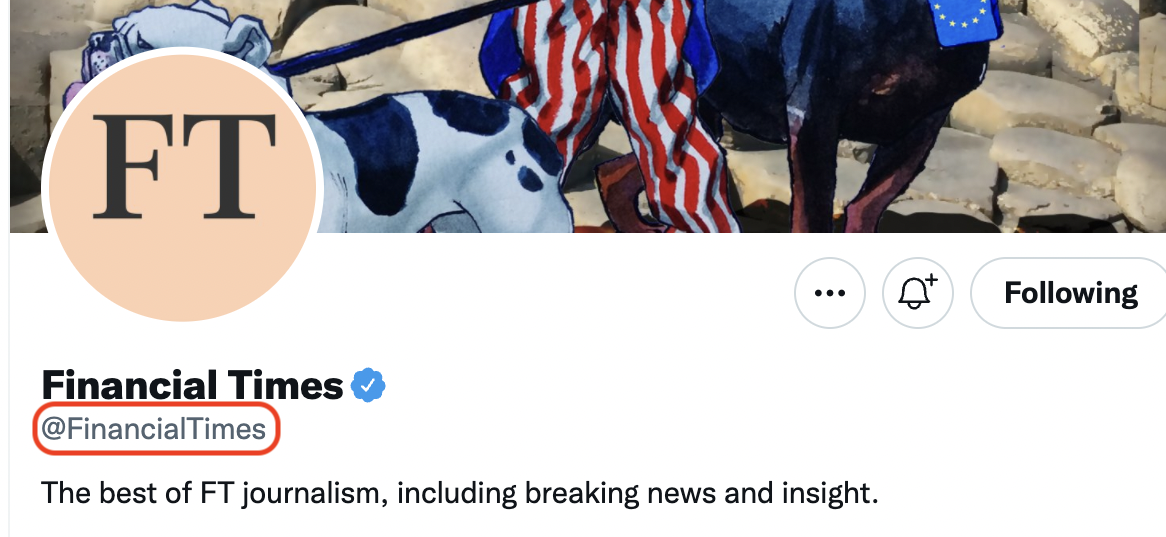 FT
Following
Financial Times
@FinancialTimes
The best of FT journalism, including breaking news and insight.